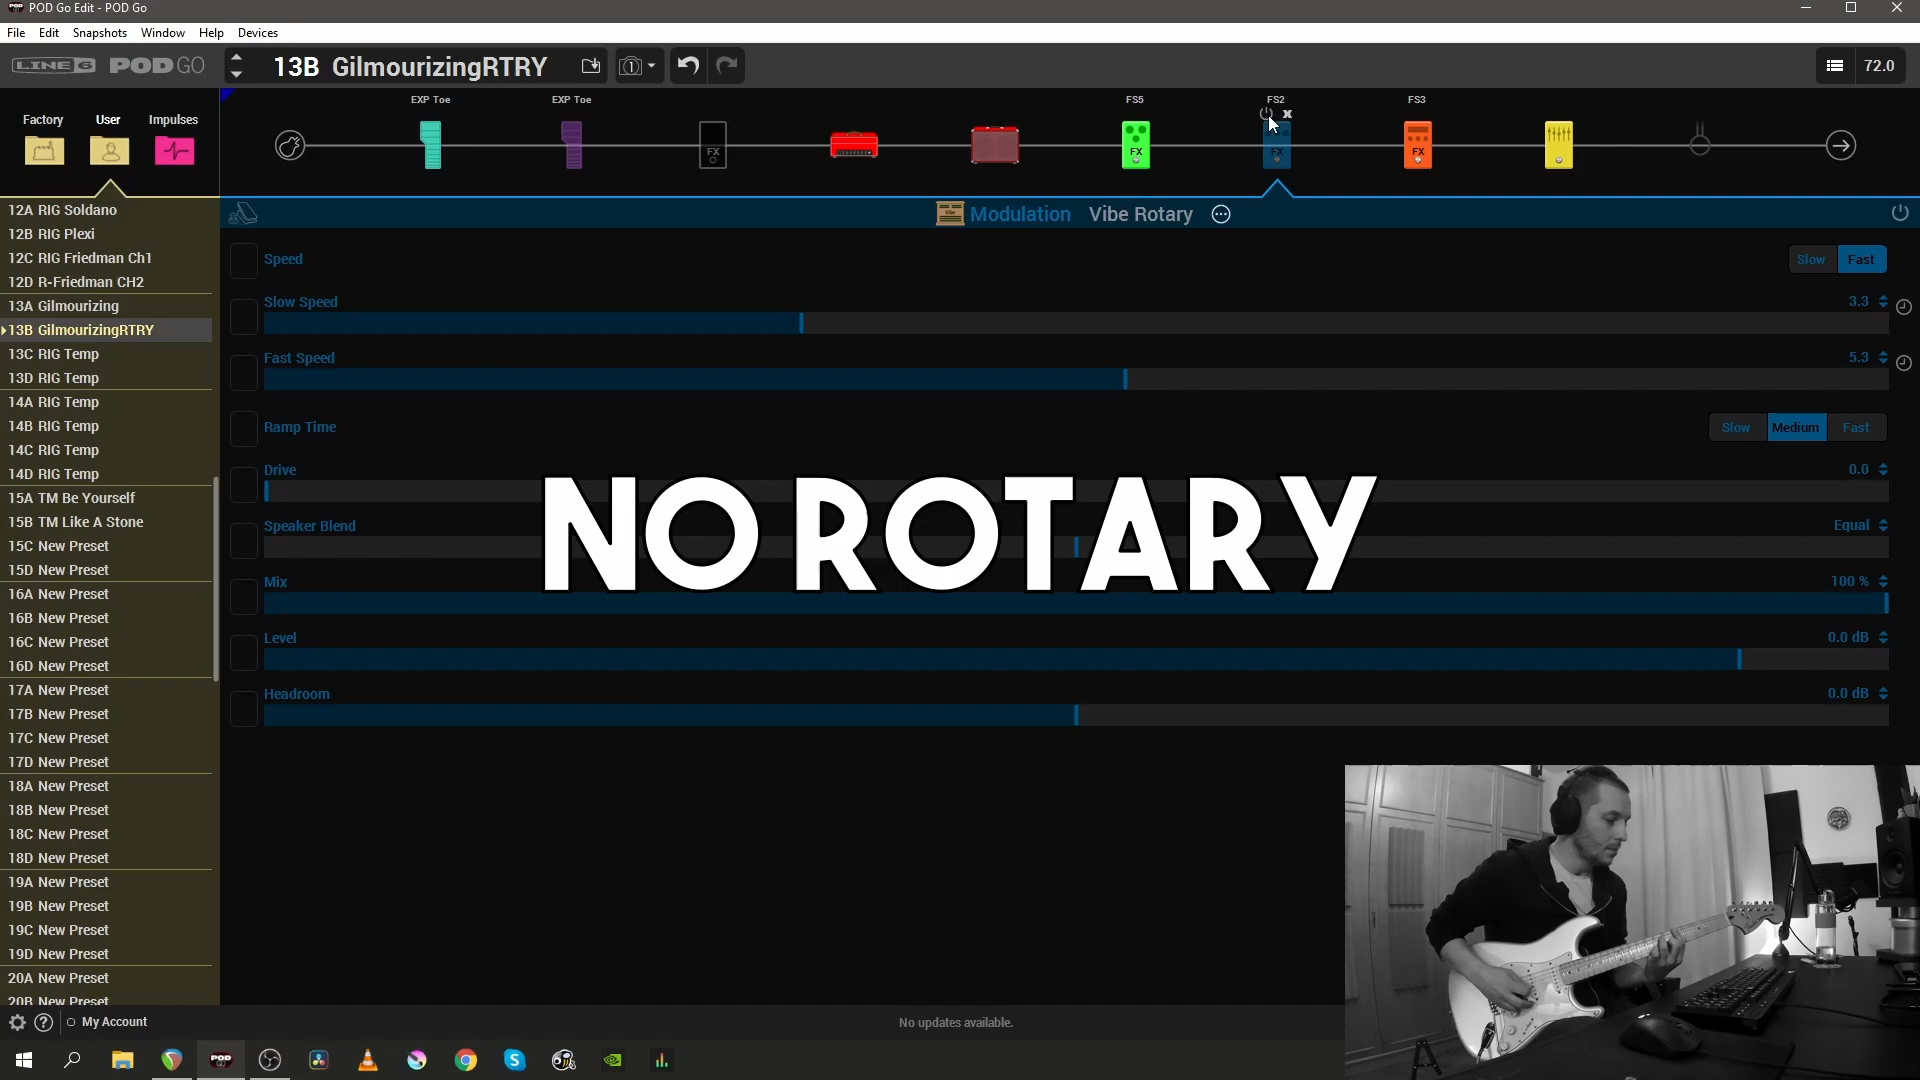 POD Go Edit - POD Go
File Edit Snapshots Window Help Devices
LINE 6 POD GO 13B GilmourizingRTRY 1 72.0
EXP Toe EXP Toe FS5 FS2 FS3
Factory User Impulses
FX FX FX FX
Modulation Vibe Rotary
12A RIG Soldano
12B RIG Plexi
12C RIG Friedman Ch1
12D R-Friedman CH2
13A Gilmourizing
13B GilmourizingRTRY
13C RIG Temp
13D RIG Temp
14A RIG Temp
14B RIG Temp
14C RIG Temp
14D RIG Temp
15A TM Be Yourself
15B TM Like A Stone
15C New Preset
15D New Preset
16A New Preset
16B New Preset
16C New Preset
16D New Preset
17A New Preset
17B New Preset
17C New Preset
17D New Preset
18A New Preset
18B New Preset
18C New Preset
18D New Preset
19A New Preset
19B New Preset
19C New Preset
19D New Preset
20A New Preset
20B New Preset
Speed Slow Fast
Slow Speed 3.3
Fast Speed 5.3
Ramp Time Slow Medium Fast
Drive 0.0
Speaker Blend Equal
Mix 100 %
Level 0.0 dB
Headroom 0.0 dB
NO ROTARY
My Account
No updates available.
POD